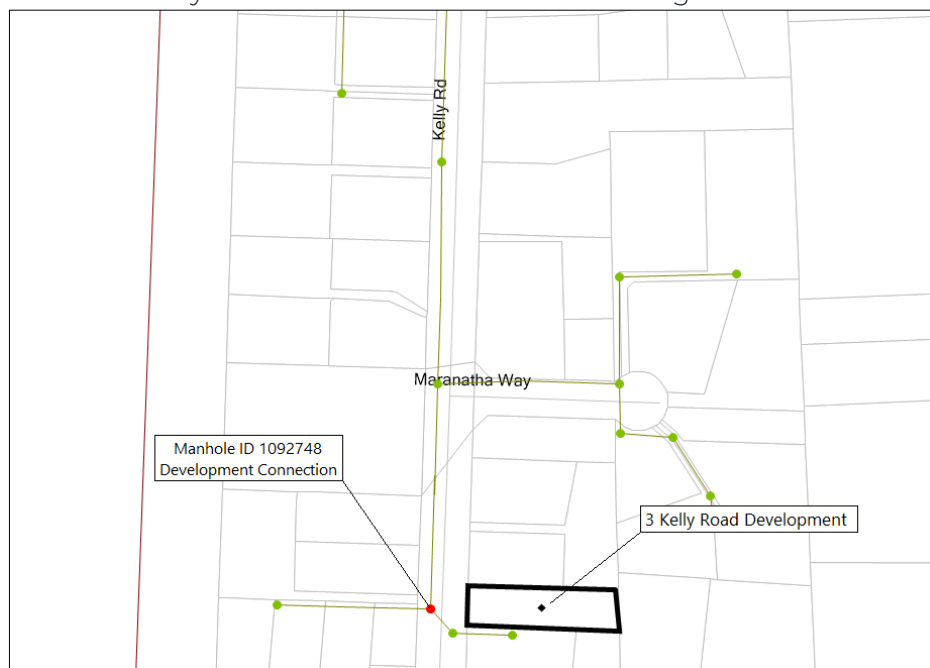 Kelly Rd
Maranatha Way
Manhole ID 1092748
Development Connection
3 Kelly Road Development